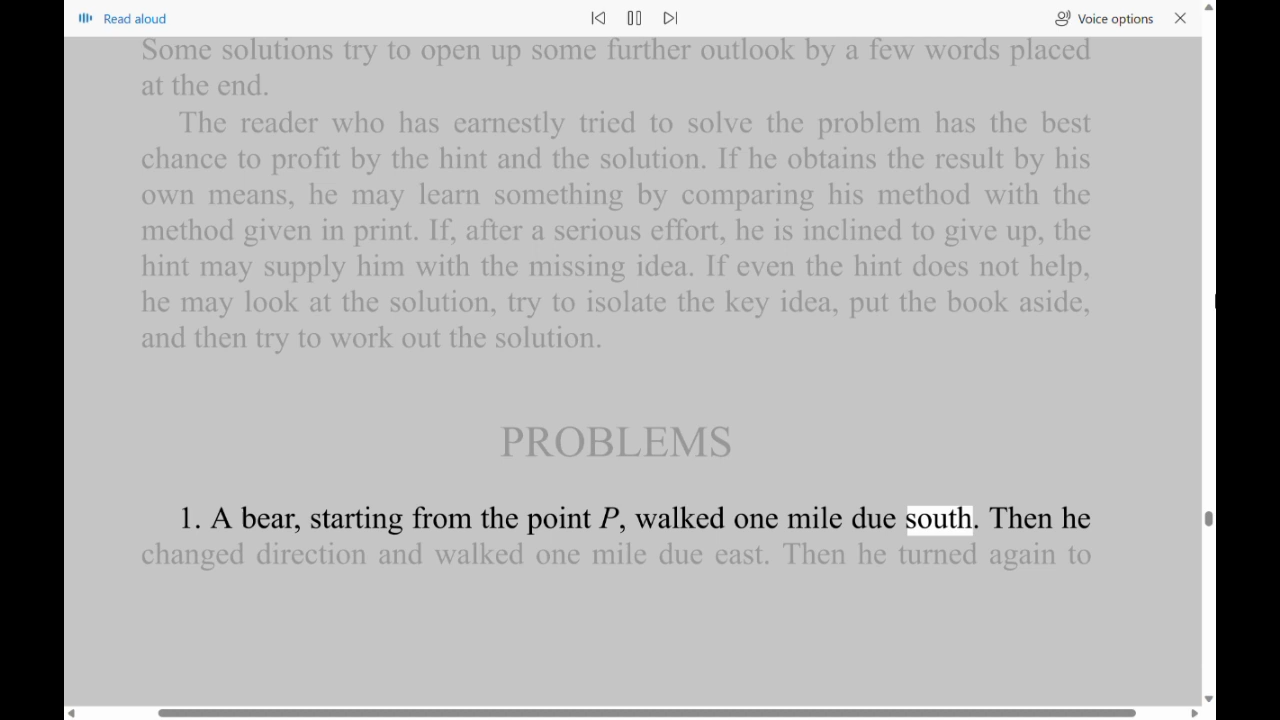 Read aloud
Voice options
Some solutions try to open up some further outlook by a few words placed
at the end.
The reader who has earnestly tried to solve the problem has the best
chance to profit by the hint and the solution. If he obtains the result by his
own means, he may learn something by comparing his method with the
method given in print. If, after a serious effort, he is inclined to give up, the
hint may supply him with the missing idea. If even the hint does not help,
he may look at the solution, try to isolate the key idea, put the book aside,
and then try to work out the solution.
PROBLEMS
1. A bear, starting from the point P, walked one mile due south. Then he
changed direction and walked one mile due east. Then he turned again to